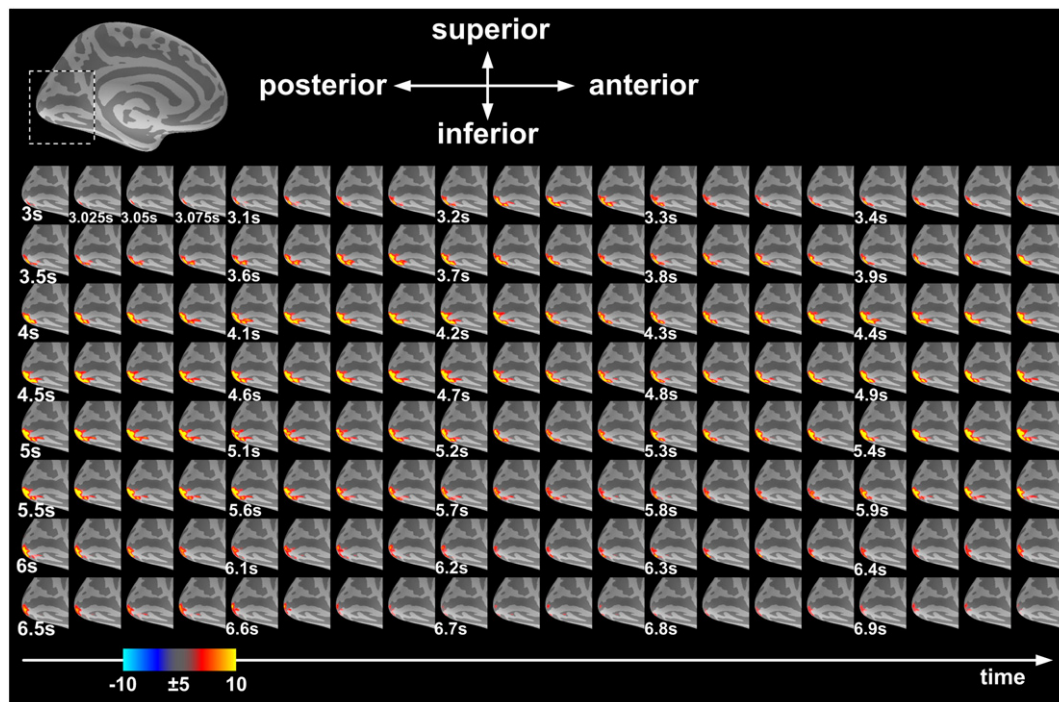 superior
posterior anterior
inferior
3s 3.025s 3.05s 3.075s 3.1s 3.2s 3.3s 3.4s
3.5s 3.6s 3.7s 3.8s 3.9s
4s 4.1s 4.2s 4.3s 4.4s
4.5s 4.6s 4.7s 4.8s 4.9s
5s 5.1s 5.2s 5.3s 5.4s
5.5s 5.6s 5.7s 5.8s 5.9s
6s 6.1s 6.2s 6.3s 6.4s
6.5s 6.6s 6.7s 6.8s 6.9s
time
-10 ±5 10